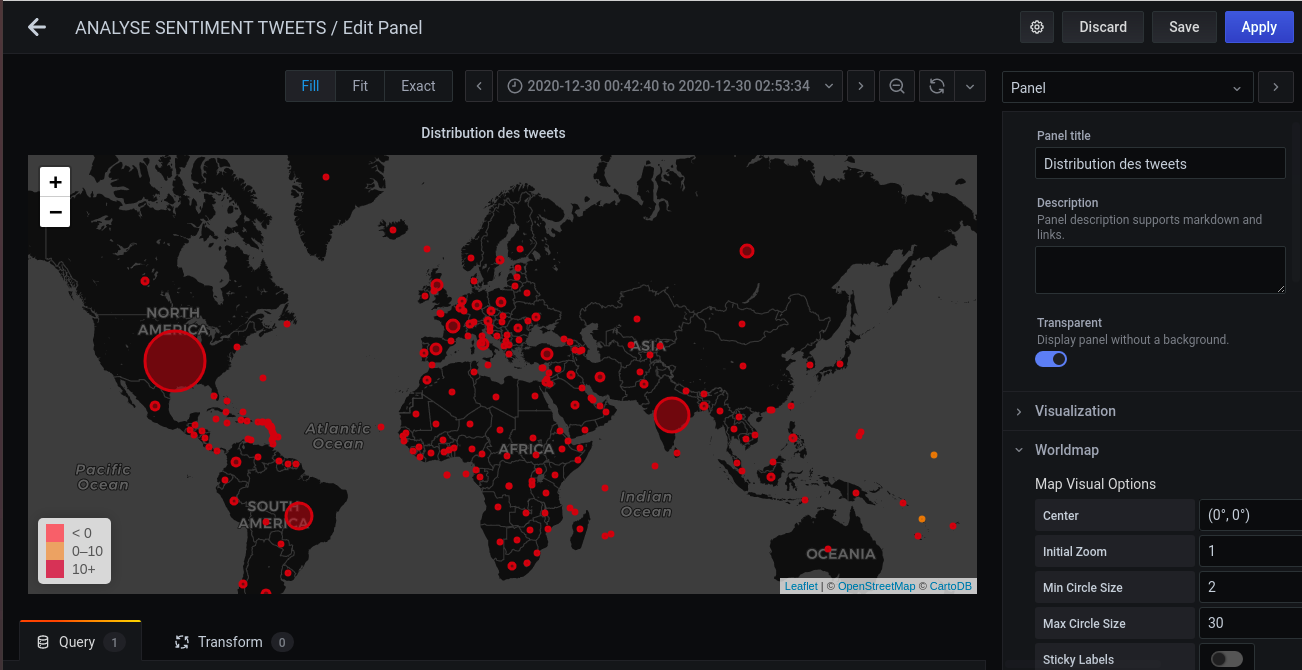 ANALYSE SENTIMENT TWEETS / Edit Panel
Discard
Save
Apply
Fill
Fit
Exact
2020-12-30 00:42:40 to 2020-12-30 02:53:34
Panel
Distribution des tweets
+
−
NORTH
AMERICA
ASIA
Atlantic
Ocean
AFRICA
Pacific
Ocean
Indian
Ocean
SOUTH
AMERICA
OCEANIA
< 0
0–10
10+
Leaflet | © OpenStreetMap © CartoDB
Query 1
Transform 0
Panel title
Distribution des tweets
Description
Panel description supports markdown and
links.
Transparent
Display panel without a background.
Visualization
Worldmap
Map Visual Options
Center (0°, 0°)
Initial Zoom 1
Min Circle Size 2
Max Circle Size 30
Sticky Labels